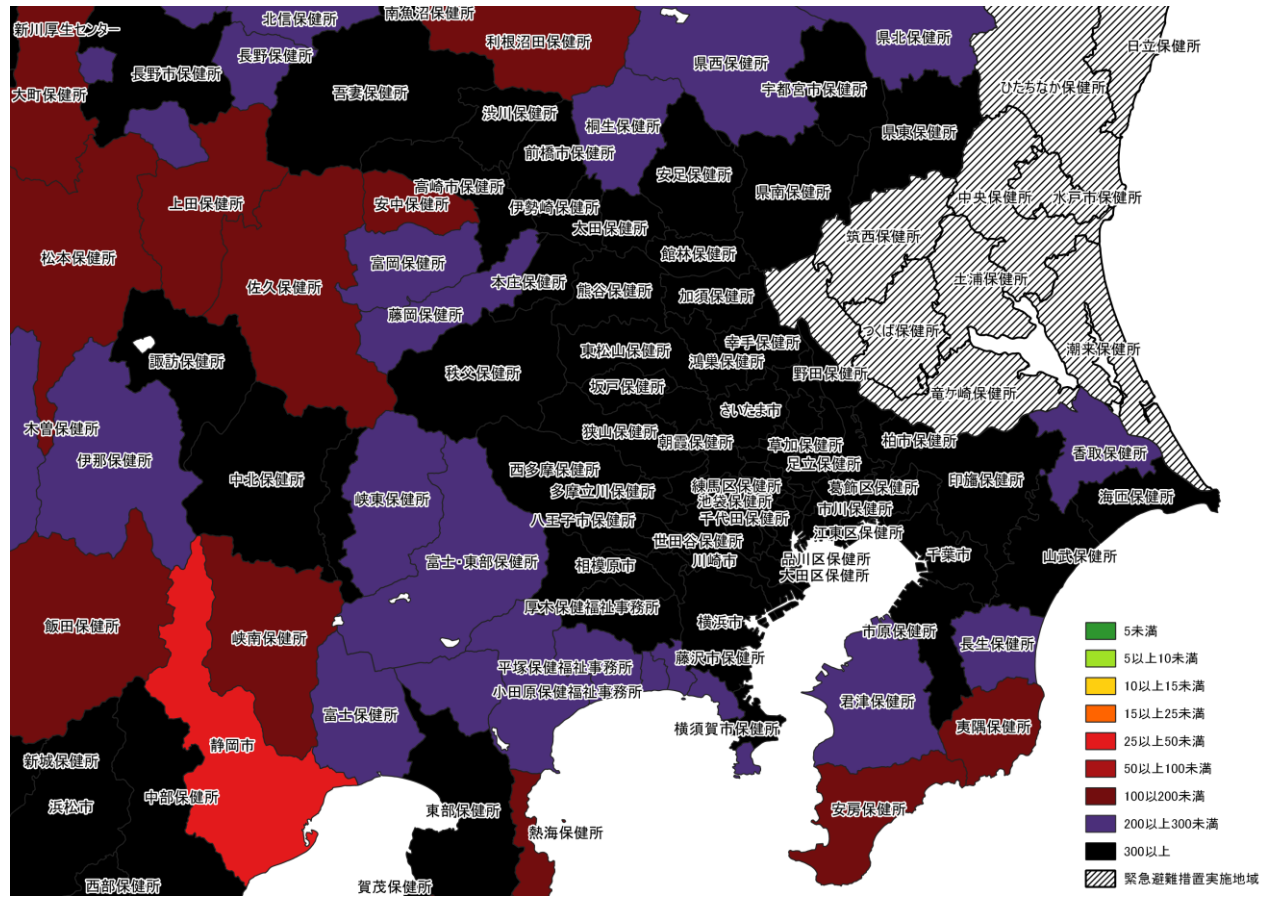 北信保健所
南魚沼保健所
新川厚生センター
利根沼田保健所
県北保健所
日立保健所
長野保健所
長野市保健所
県西保健所
大町保健所
吾妻保健所
宇都宮市保健所
ひたちなか保健所
渋川保健所
桐生保健所
県東保健所
前橋市保健所
安足保健所
高崎市保健所
県南保健所
上田保健所
安中保健所
伊勢崎保健所
中央保健所
水戸市保健所
太田保健所
筑西保健所
松本保健所
富岡保健所
館林保健所
佐久保健所
本庄保健所
熊谷保健所
加須保健所
土浦保健所
藤岡保健所
つくば保健所
幸手保健所
東松山保健所
鴻巣保健所
潮来保健所
諏訪保健所
秩父保健所
野田保健所
坂戸保健所
竜ケ崎保健所
さいたま市
木曽保健所
狭山保健所
朝霞保健所
草加保健所
柏市保健所
伊那保健所
西多摩保健所
足立保健所
香取保健所
中北保健所
多摩立川保健所
練馬区保健所
葛飾区保健所
印旛保健所
峡東保健所
池袋保健所
市川保健所
海匝保健所
八王子市保健所
千代田保健所
江東区保健所
世田谷保健所
富士・東部保健所
相模原市
川崎市
品川区保健所
千葉市
山武保健所
大田区保健所
厚木保健福祉事務所
飯田保健所
峡南保健所
横浜市
市原保健所
5未満
長生保健所
藤沢市保健所
5以上10未満
平塚保健福祉事務所
小田原保健福祉事務所
10以上15未満
君津保健所
富士保健所
15以上25未満
横須賀市保健所
夷隅保健所
静岡市
25以上50未満
新城保健所
50以上100未満
中部保健所
100以200未満
浜松市
東部保健所
安房保健所
200以上300未満
熱海保健所
300以上
緊急避難措置実施地域
西部保健所
賀茂保健所